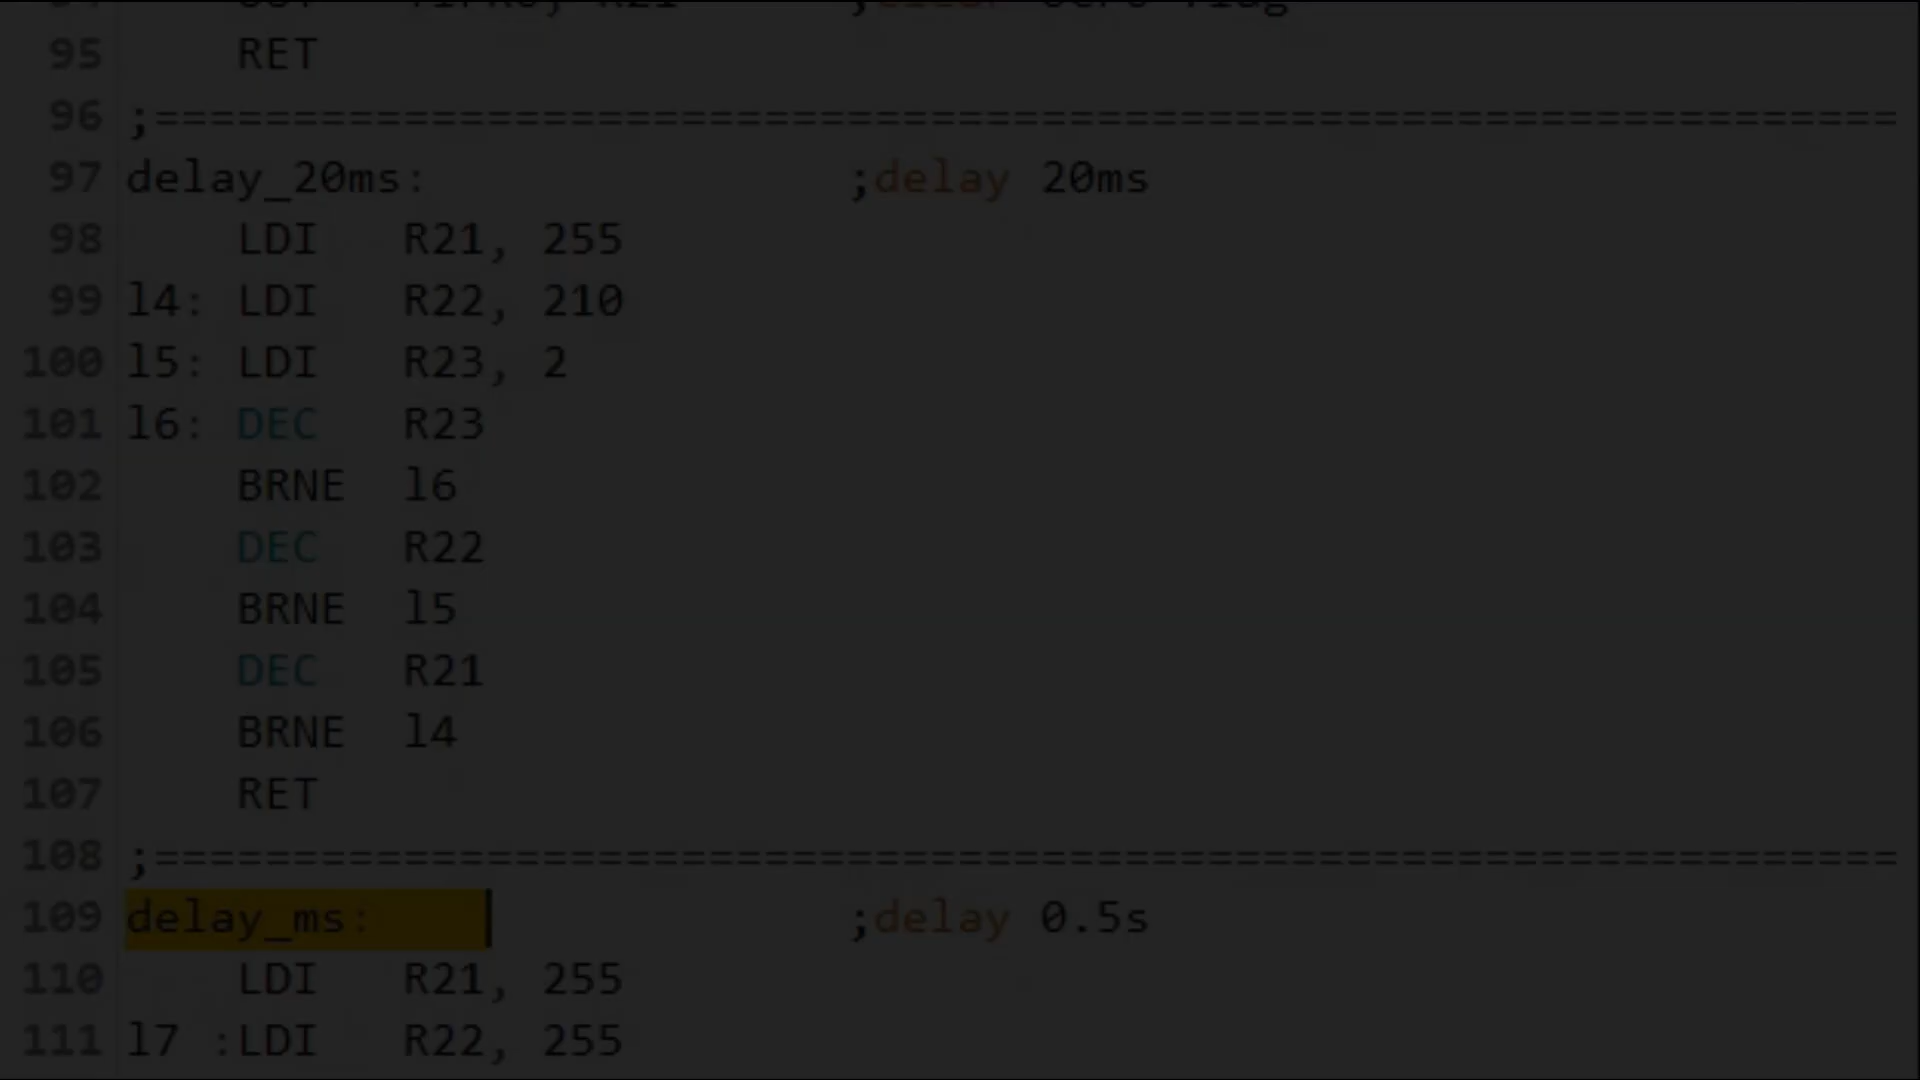 95 RET
96 ;===============================================================
97 delay_20ms: ;delay 20ms
98 LDI R21, 255
99 l4: LDI R22, 210
100 l5: LDI R23, 2
101 l6: DEC R23
102 BRNE l6
103 DEC R22
104 BRNE l5
105 DEC R21
106 BRNE l4
107 RET
108 ;===============================================================
109 delay_ms: ;delay 0.5s
110 LDI R21, 255
111 l7 :LDI R22, 255